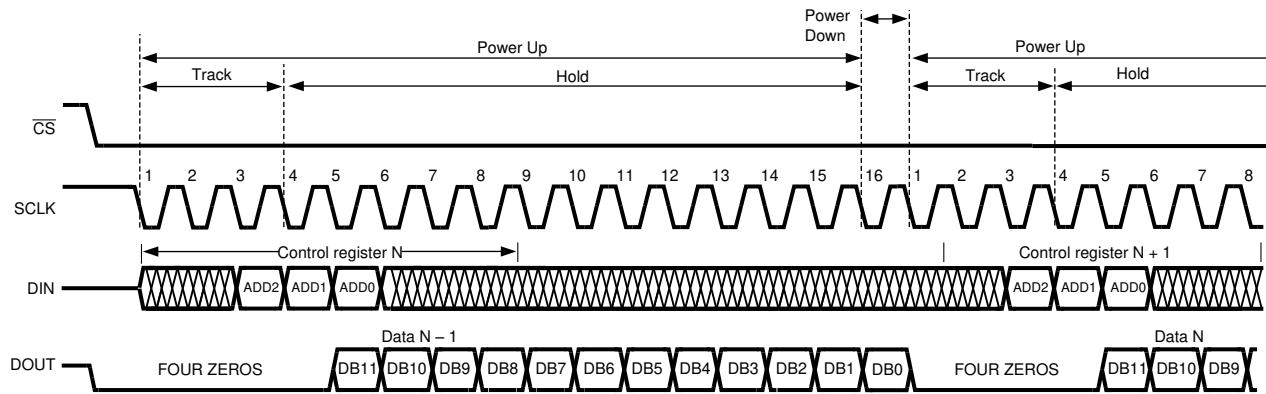 Power Down
Power Up
Power Up
Track
Hold
Track
Hold
CS
SCLK
1 2 3 4 5 6 7 8 9 10 11 12 13 14 15 16 1 2 3 4 5 6 7 8
Control register N
Control register N + 1
DIN
ADD2 ADD1 ADD0
ADD2 ADD1 ADD0
Data N – 1
Data N
DOUT
FOUR ZEROS
DB11 DB10 DB9 DB8 DB7 DB6 DB5 DB4 DB3 DB2 DB1 DB0
FOUR ZEROS
DB11 DB10 DB9